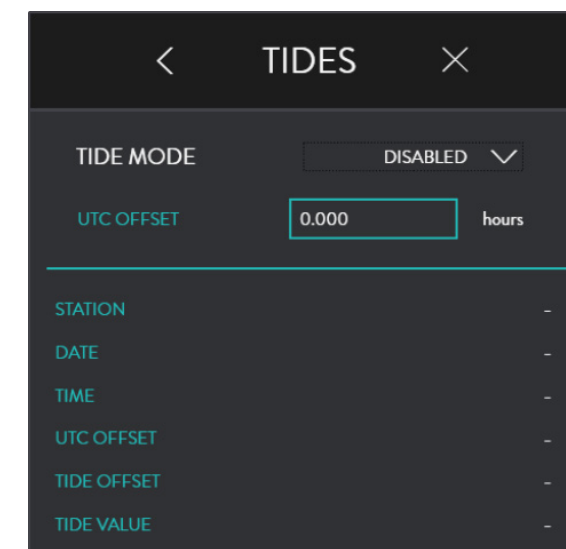 TIDES
TIDE MODE DISABLED
UTC OFFSET 0.000 hours
STATION -
DATE -
TIME -
UTC OFFSET -
TIDE OFFSET -
TIDE VALUE -